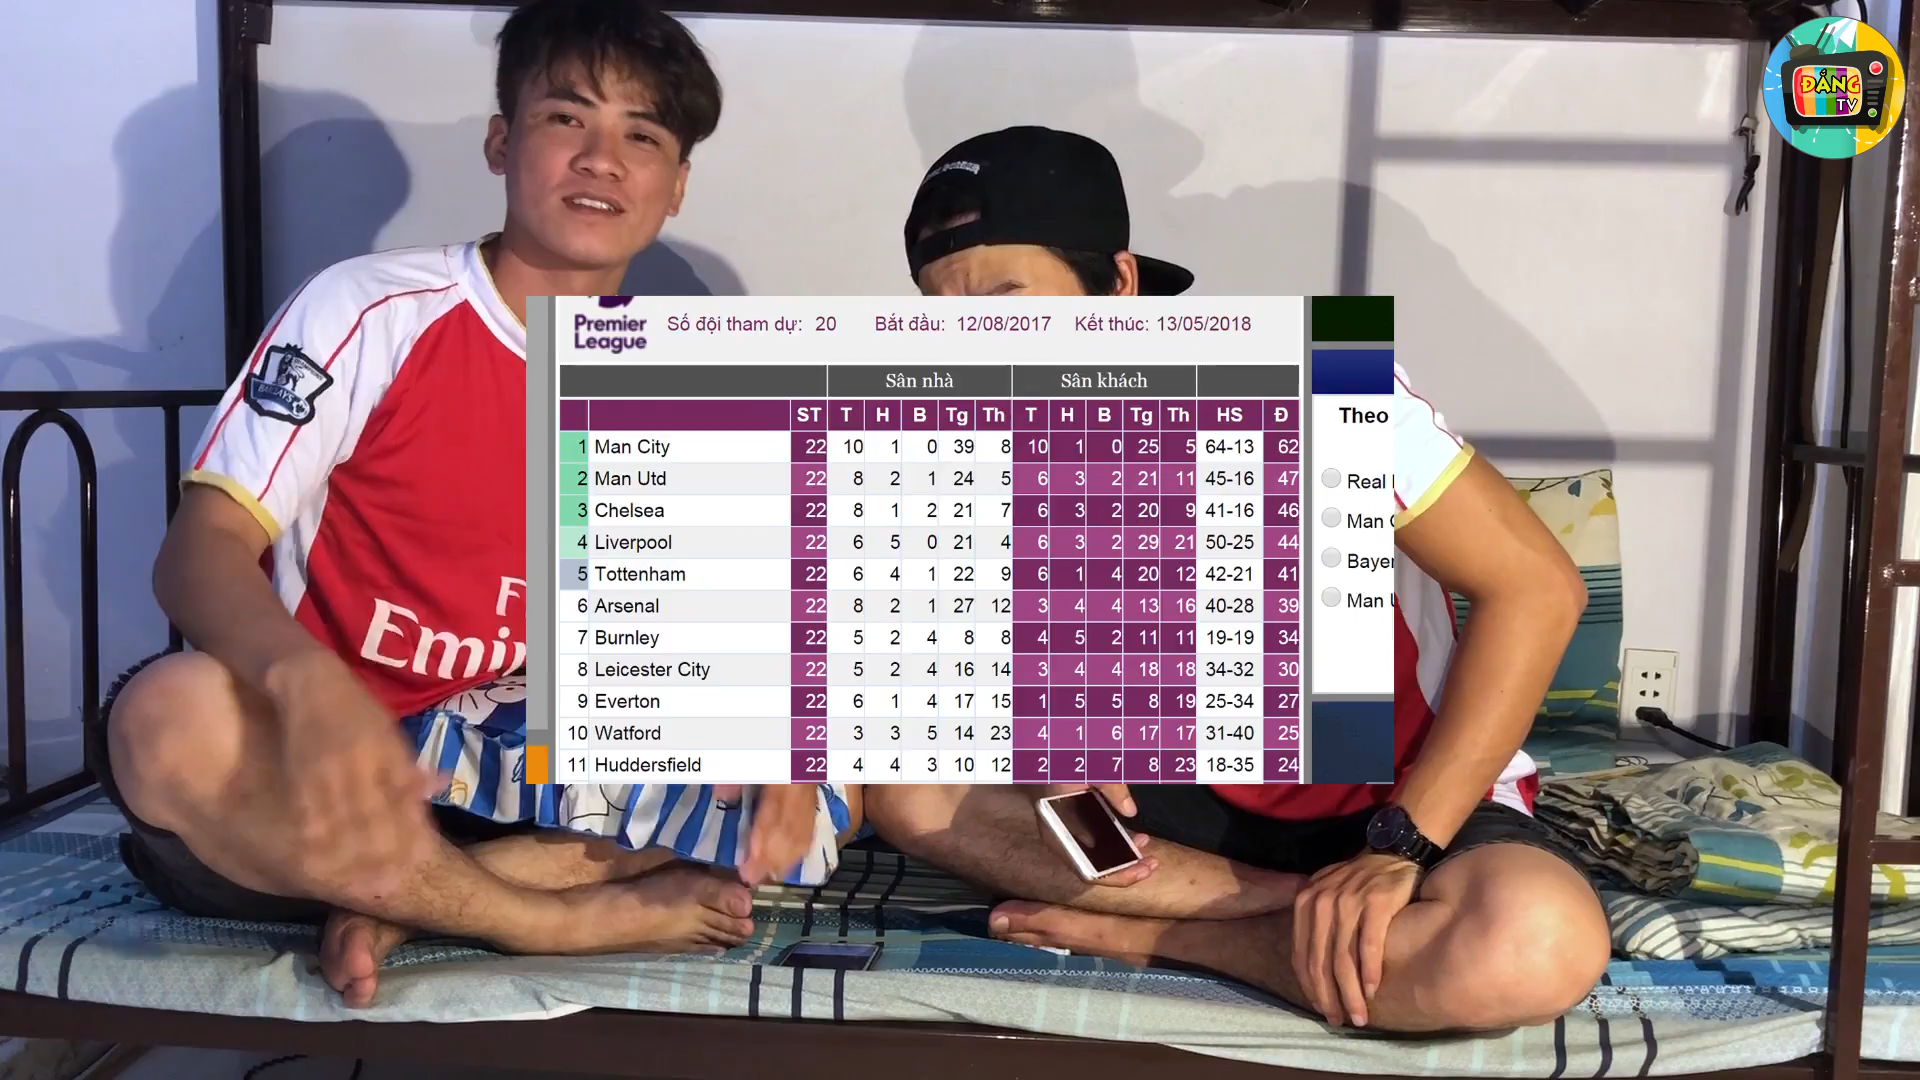 ĐẮNG
TV
Premier
League
Số đội tham dự: 20 Bắt đầu: 12/08/2017 Kết thúc: 13/05/2018
Sân nhà Sân khách
ST T H B Tg Th T H B Tg Th HS Đ
1 Man City 22 10 1 0 39 8 10 1 0 25 5 64-13 62
2 Man Utd 22 8 2 1 24 5 6 3 2 21 11 45-16 47
3 Chelsea 22 8 1 2 21 7 6 3 2 20 9 41-16 46
4 Liverpool 22 6 5 0 21 4 6 3 2 29 21 50-25 44
5 Tottenham 22 6 4 1 22 9 6 1 4 20 12 42-21 41
6 Arsenal 22 8 2 1 27 12 3 4 4 13 16 40-28 39
7 Burnley 22 5 2 4 8 8 4 5 2 11 11 19-19 34
8 Leicester City 22 5 2 4 16 14 3 4 4 18 18 34-32 30
9 Everton 22 6 1 4 17 15 1 5 5 8 19 25-34 27
10 Watford 22 3 3 5 14 23 4 1 6 17 17 31-40 25
11 Huddersfield 22 4 4 3 10 12 2 2 7 8 23 18-35 24
Theo
Real
Man
Bayer
Man
F
Emir
BARCLAYS